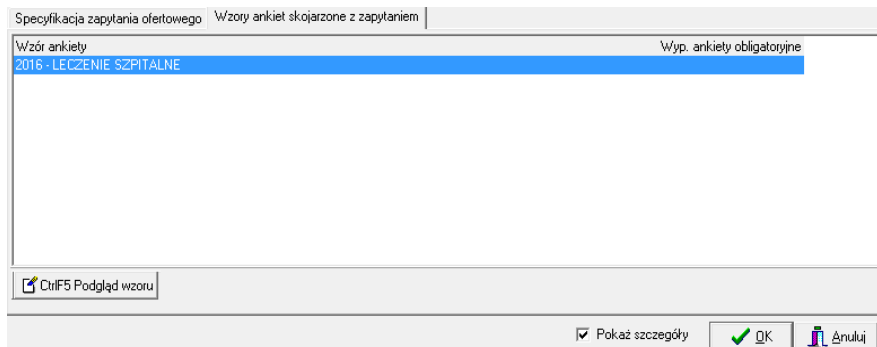 Specyfikacja zapytania ofertowego Wzory ankiet skojarzone z zapytaniem
Wzór ankiety Wyp. ankiety obligatoryjne
2016 - LECZENIE SZPITALNE
CtrlF5 Podgląd wzoru
Pokaż szczegóły OK Anuluj